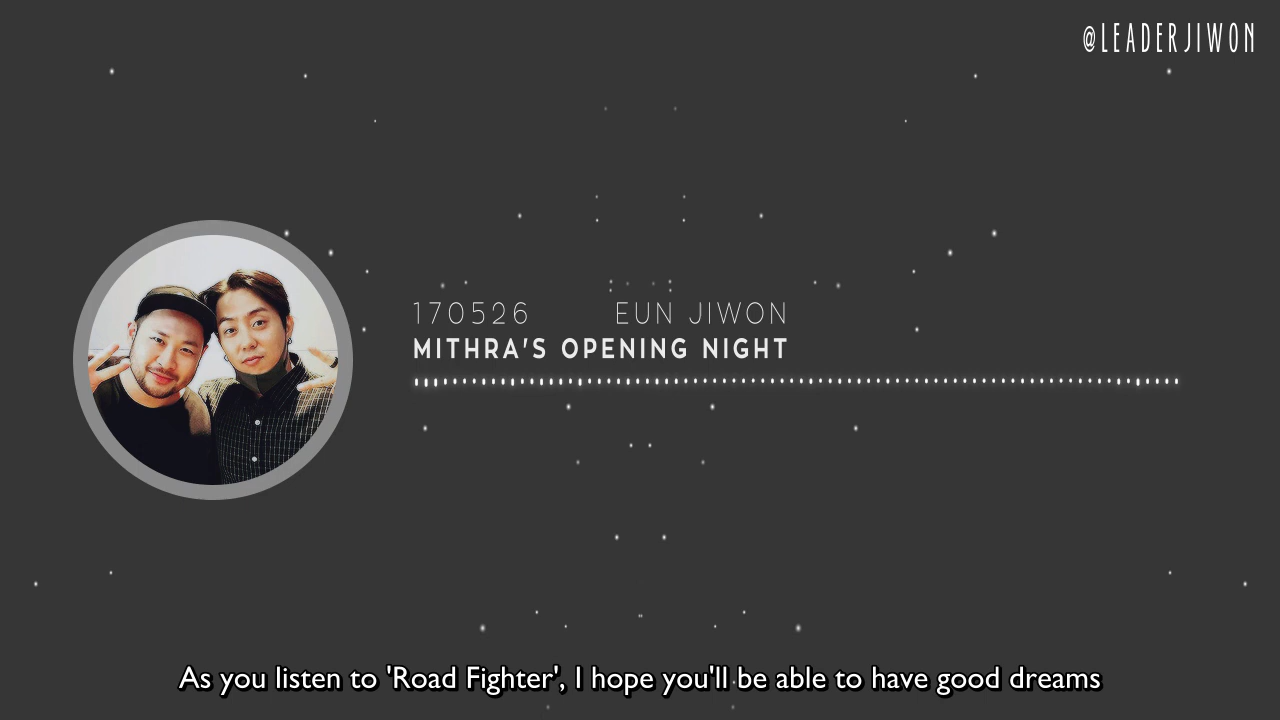 @LEADERJIWON
170526 EUN JIWON
MITHRA'S OPENING NIGHT
As you listen to 'Road Fighter', I hope you'll be able to have good dreams